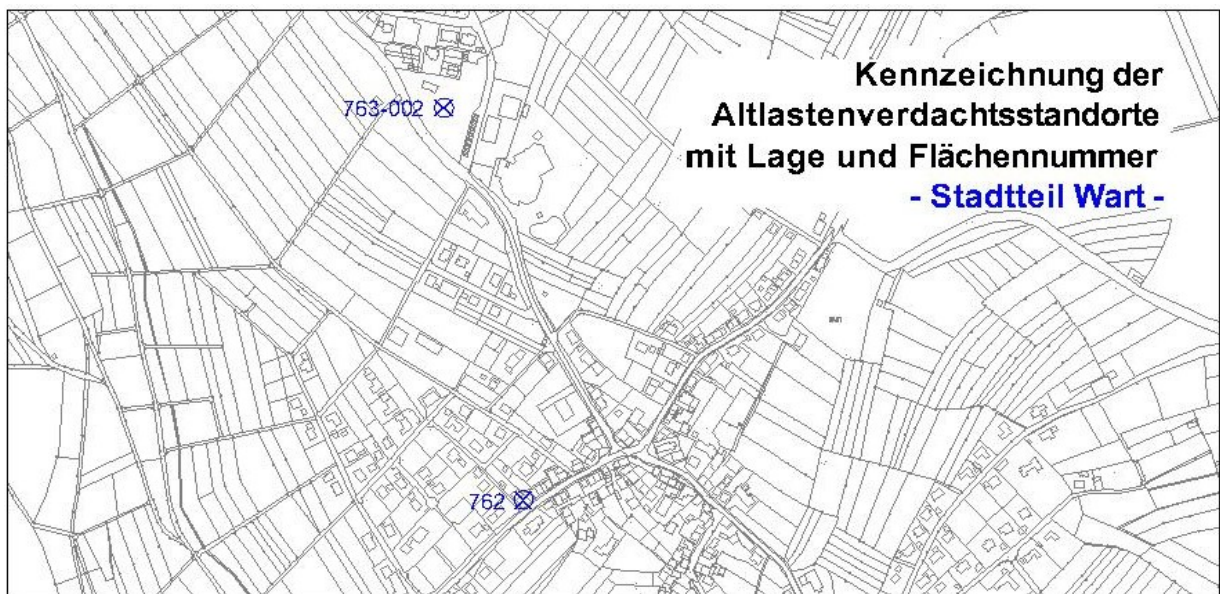 Kennzeichnung der
Altlastenverdachtsstandorte
mit Lage und Flächennummer
- Stadtteil Wart -
763-002
762